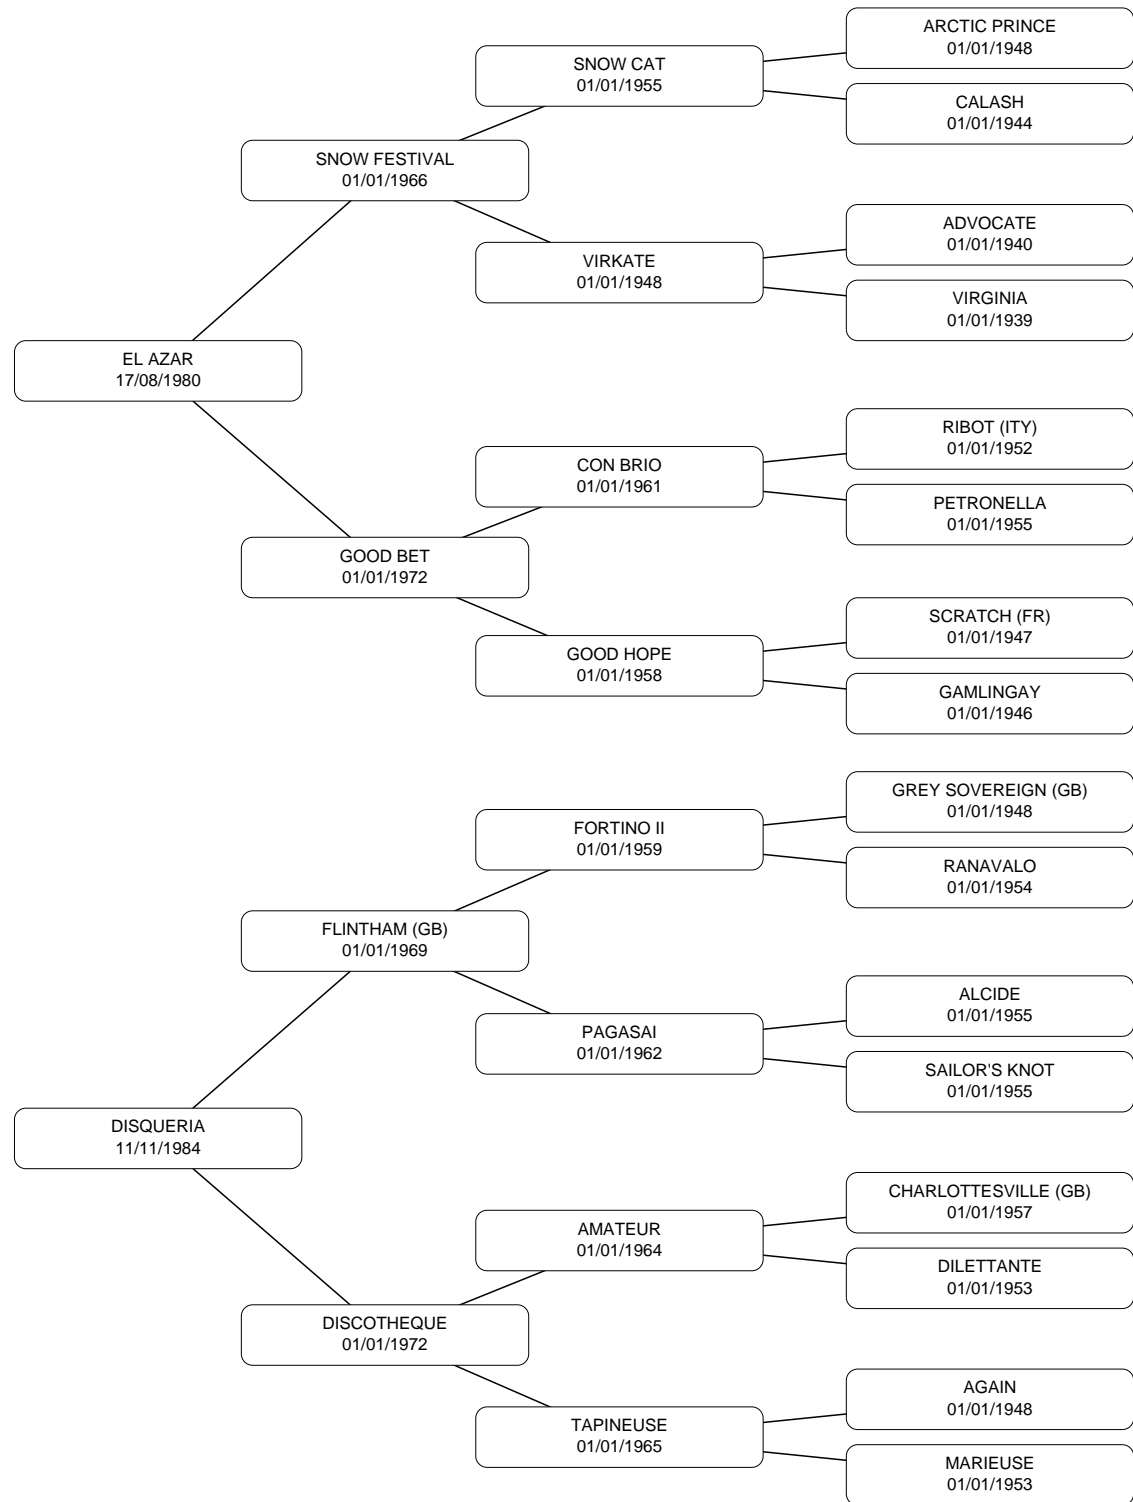 ARCTIC PRINCE
01/01/1948
SNOW CAT
01/01/1955
CALASH
01/01/1944
SNOW FESTIVAL
01/01/1966
ADVOCATE
01/01/1940
VIRKATE
01/01/1948
VIRGINIA
01/01/1939
EL AZAR
17/08/1980
RIBOT (ITY)
01/01/1952
CON BRIO
01/01/1961
PETRONELLA
01/01/1955
GOOD BET
01/01/1972
SCRATCH (FR)
01/01/1947
GOOD HOPE
01/01/1958
GAMLINGAY
01/01/1946
GREY SOVEREIGN (GB)
01/01/1948
FORTINO II
01/01/1959
RANAVALO
01/01/1954
FLINTHAM (GB)
01/01/1969
ALCIDE
01/01/1955
PAGASAI
01/01/1962
SAILOR'S KNOT
01/01/1955
DISQUERIA
11/11/1984
CHARLOTTESVILLE (GB)
01/01/1957
AMATEUR
01/01/1964
DILETTANTE
01/01/1953
DISCOTHEQUE
01/01/1972
AGAIN
01/01/1948
TAPINEUSE
01/01/1965
MARIEUSE
01/01/1953